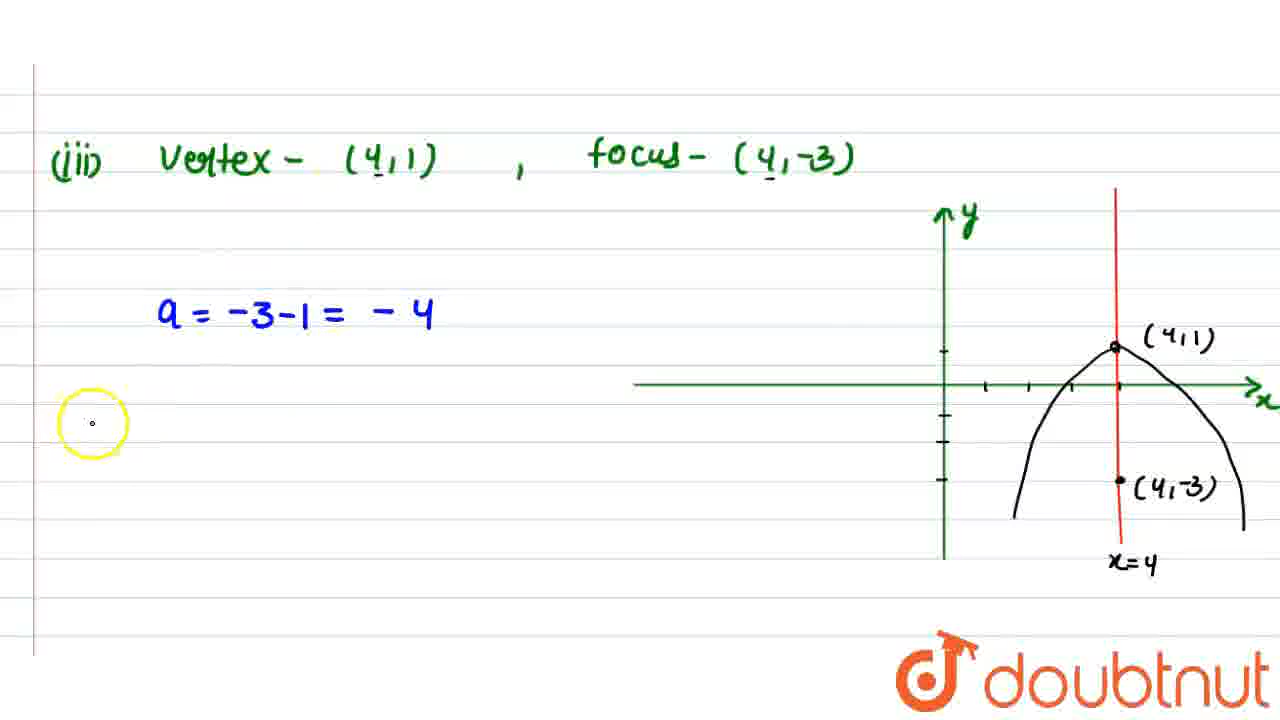 (iii) Vertex - (4,1) , focus - (4,-3)
y
a = -3-1 = - 4
(4,1)
x
(4,-3)
x=4
doubtnut